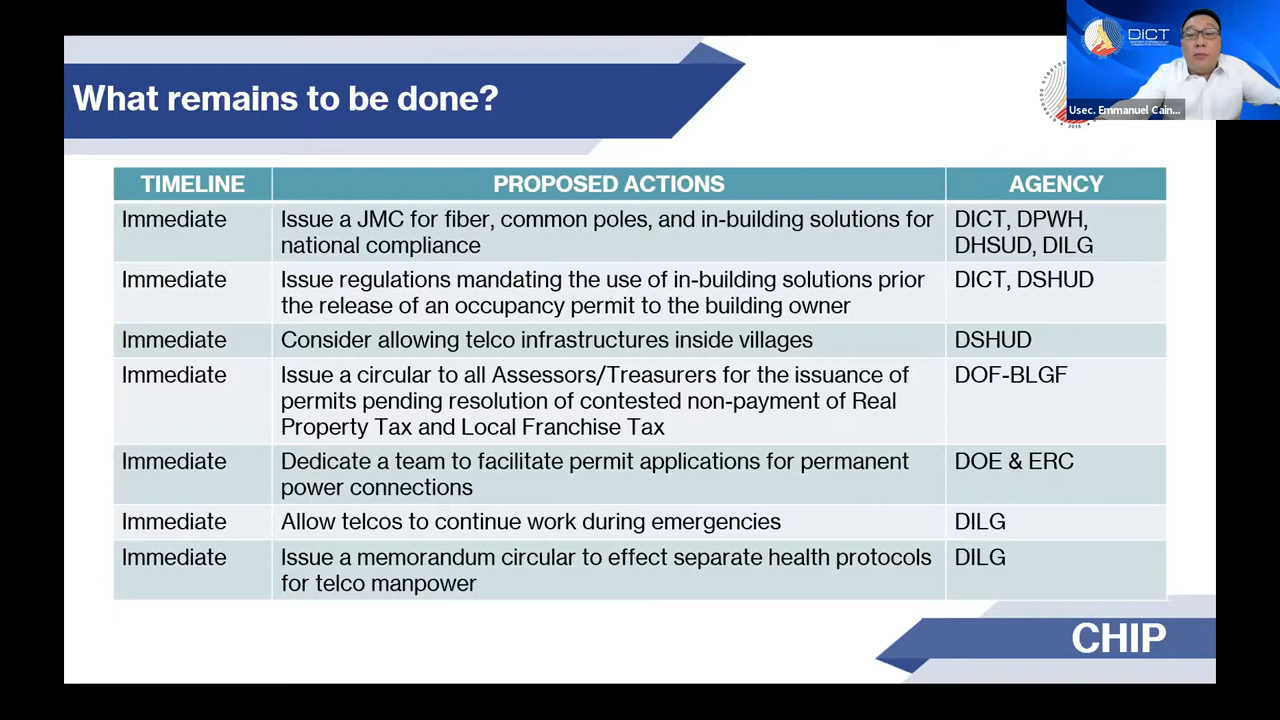 What remains to be done?
DICT
Usec. Emmanuel Cain...
TIMELINE PROPOSED ACTIONS AGENCY
Immediate Issue a JMC for fiber, common poles, and in-building solutions for DICT, DPWH,
national compliance DHSUD, DILG
Immediate Issue regulations mandating the use of in-building solutions prior DICT, DSHUD
the release of an occupancy permit to the building owner
Immediate Consider allowing telco infrastructures inside villages DSHUD
Immediate Issue a circular to all Assessors/Treasurers for the issuance of DOF-BLGF
permits pending resolution of contested non-payment of Real
Property Tax and Local Franchise Tax
Immediate Dedicate a team to facilitate permit applications for permanent DOE & ERC
power connections
Immediate Allow telcos to continue work during emergencies DILG
Immediate Issue a memorandum circular to effect separate health protocols DILG
for telco manpower
CHIP